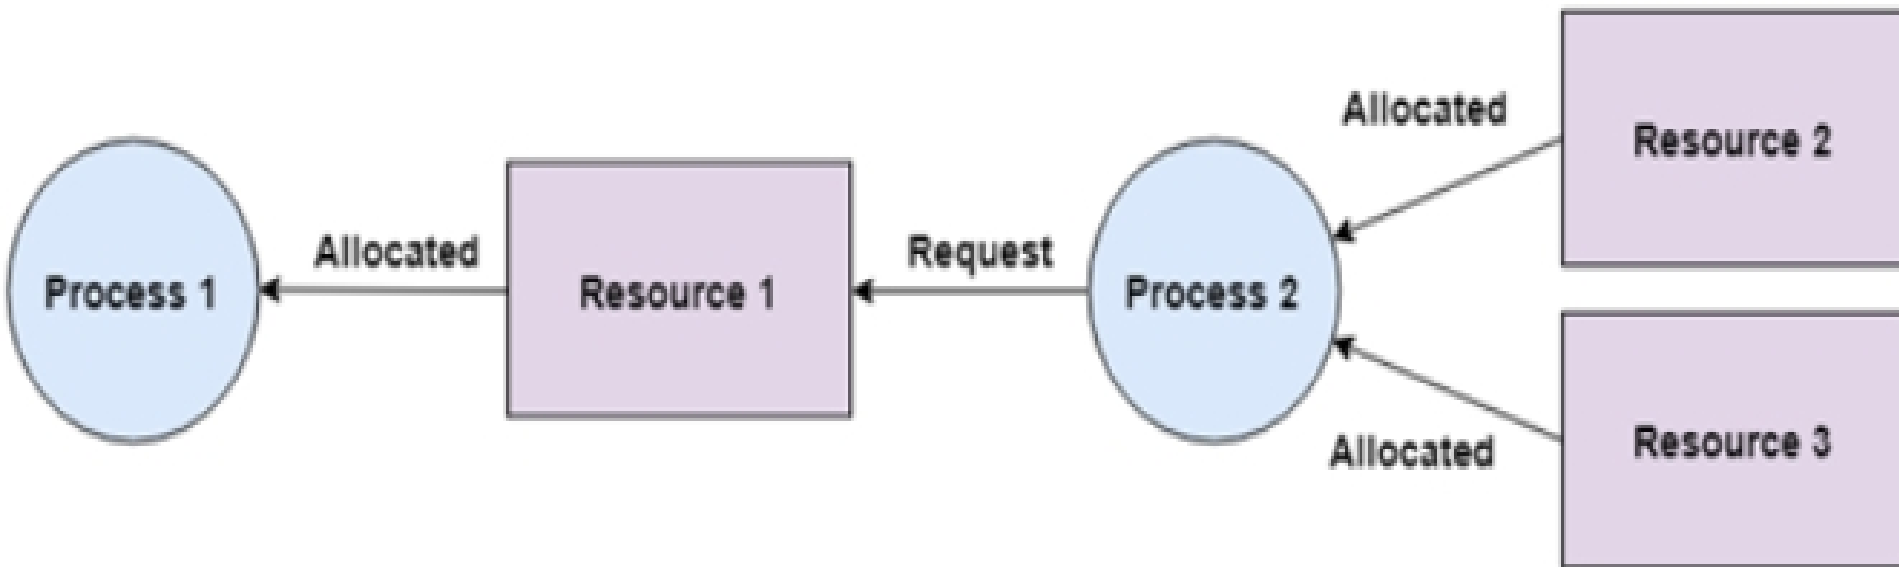 Allocated
Resource 2
Process 1
Allocated
Resource 1
Request
Process 2
Allocated
Resource 3